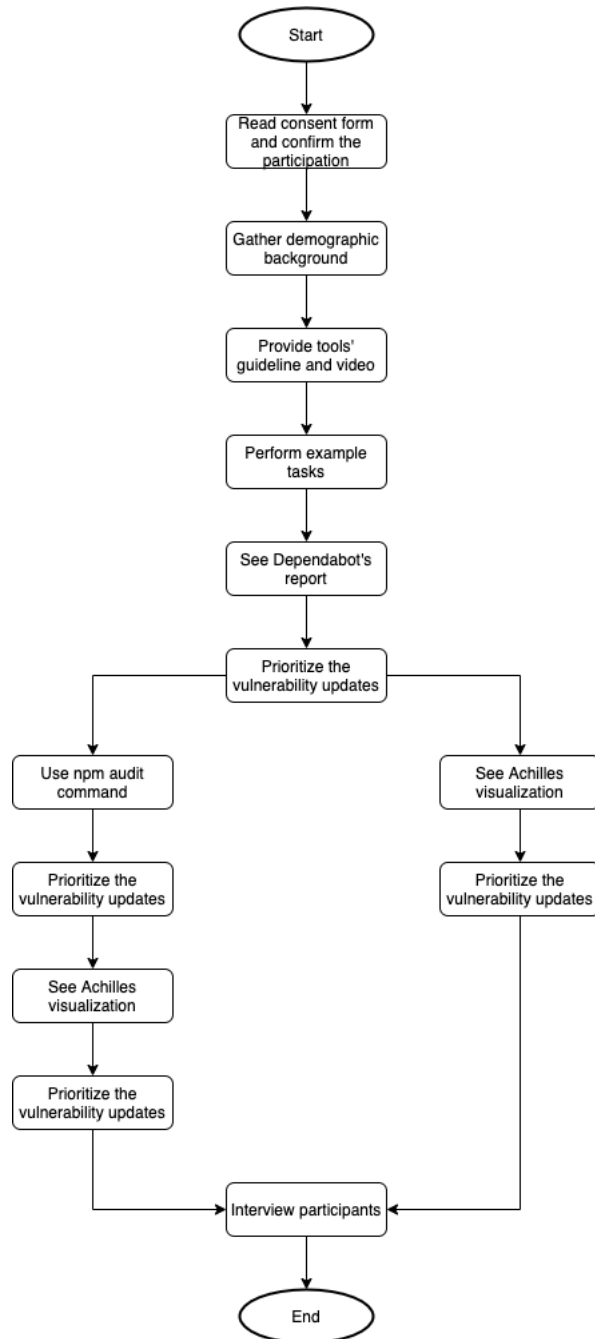 Start
Read consent form
and confirm the
participation
Gather demographic
background
Provide tools'
guideline and video
Perform example
tasks
See Dependabot's
report
Prioritize the
vulnerability updates
Use npm audit
command
See Achilles
visualization
Prioritize the
vulnerability updates
Prioritize the
vulnerability updates
See Achilles
visualization
Prioritize the
vulnerability updates
Interview participants
End